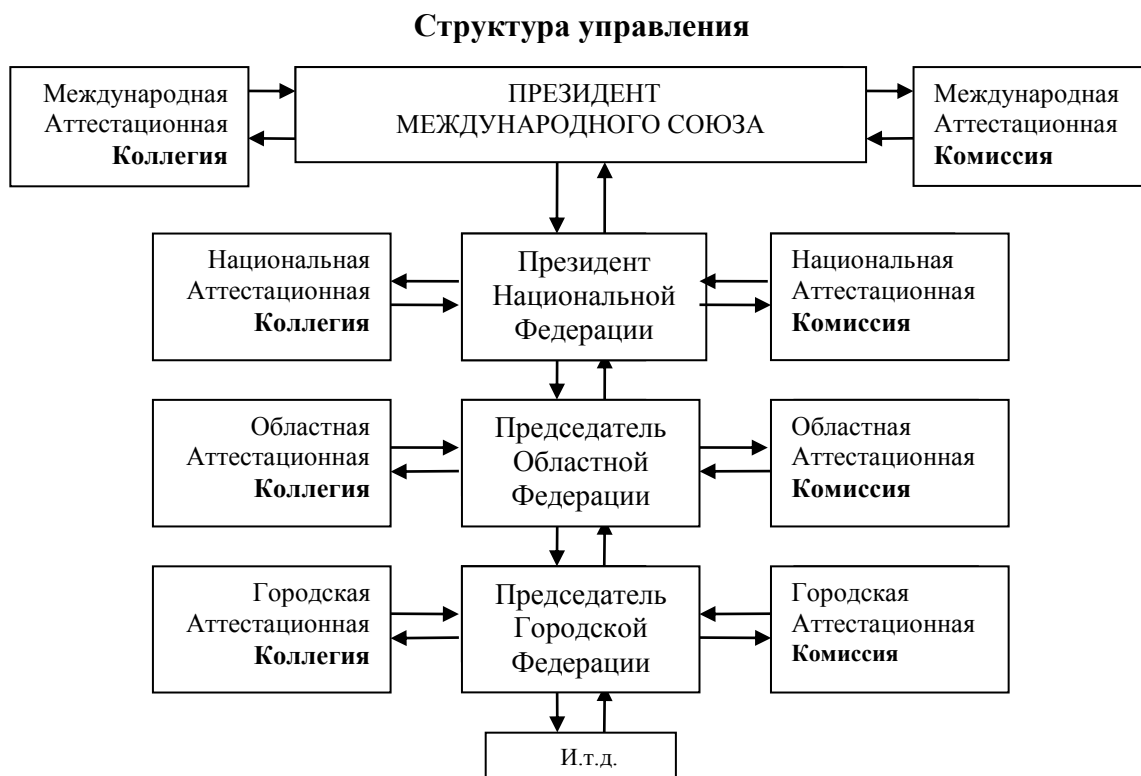 Структура управления
Международная
Аттестационная
Коллегия
ПРЕЗИДЕНТ
МЕЖДУНАРОДНОГО СОЮЗА
Международная
Аттестационная
Комиссия
Национальная
Аттестационная
Коллегия
Президент
Национальной
Федерации
Национальная
Аттестационная
Комиссия
Областная
Аттестационная
Коллегия
Председатель
Областной
Федерации
Областная
Аттестационная
Комиссия
Городская
Аттестационная
Коллегия
Председатель
Городской
Федерации
Городская
Аттестационная
Комиссия
И.т.д.